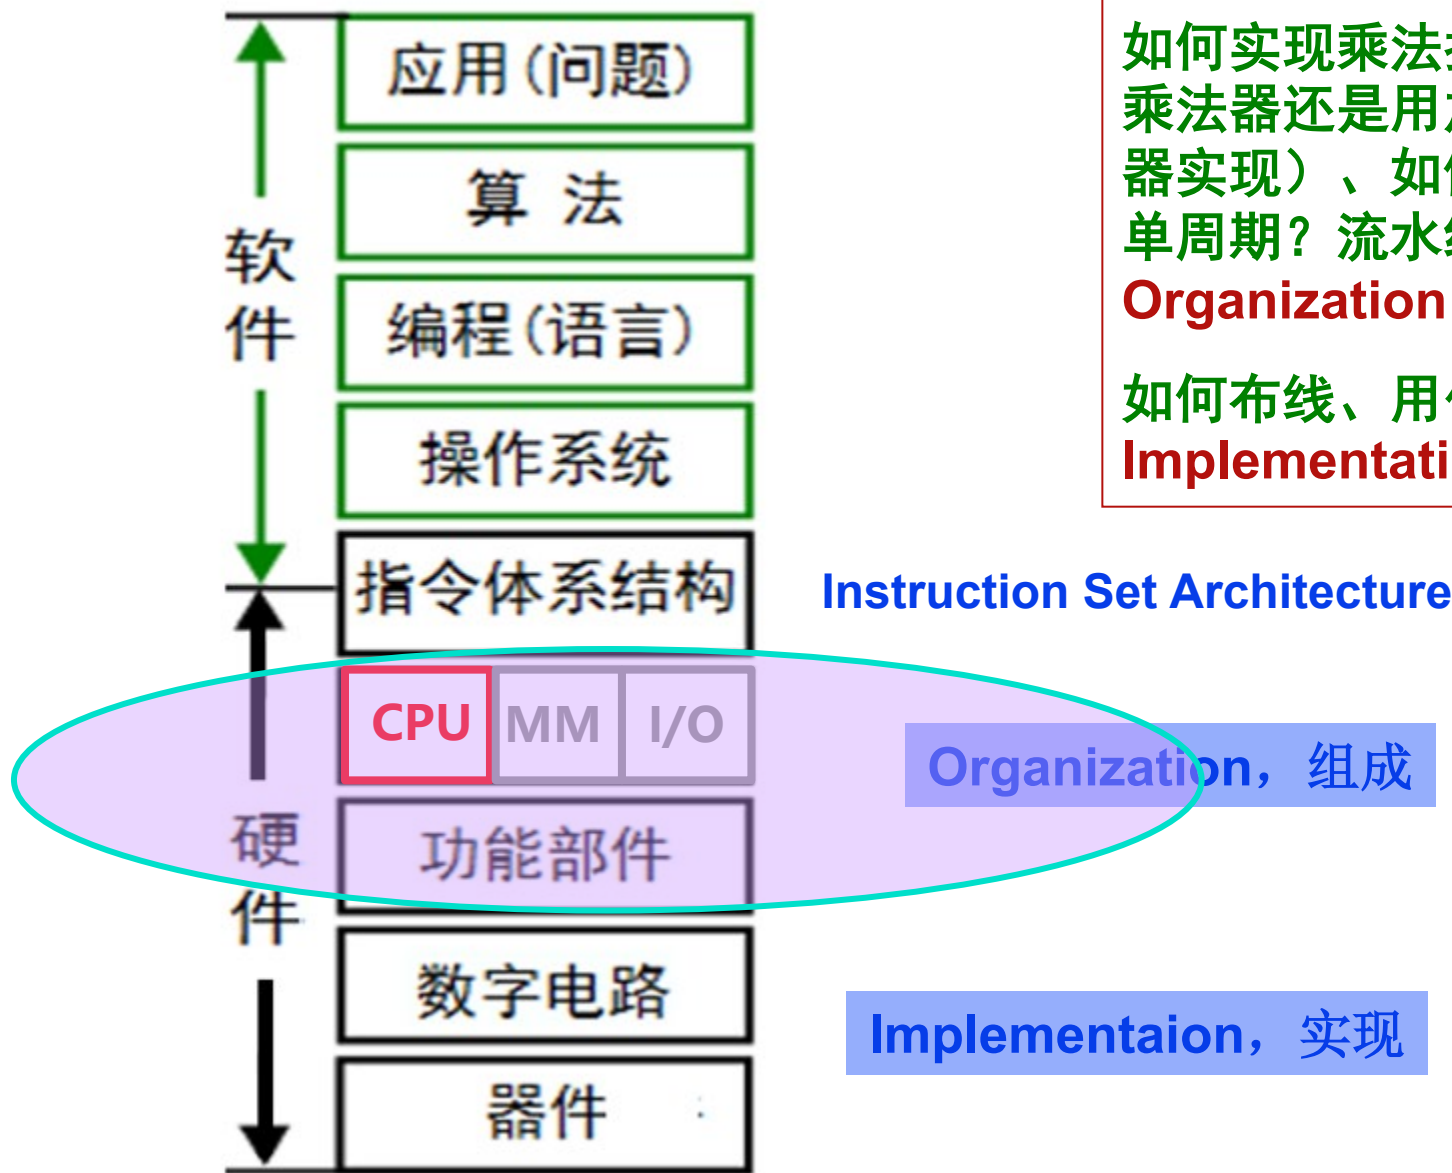 应用(问题)
算 法
编程(语言)
操作系统
指令体系结构
CPU MM I/O
功能部件
数字电路
器件
软件
硬件
如何实现乘法
乘法器还是用
器实现）、如
单周期？流水
Organization
如何布线、用
Implementati
Instruction Set Architecture
Organization，组成
Implementaion，实现